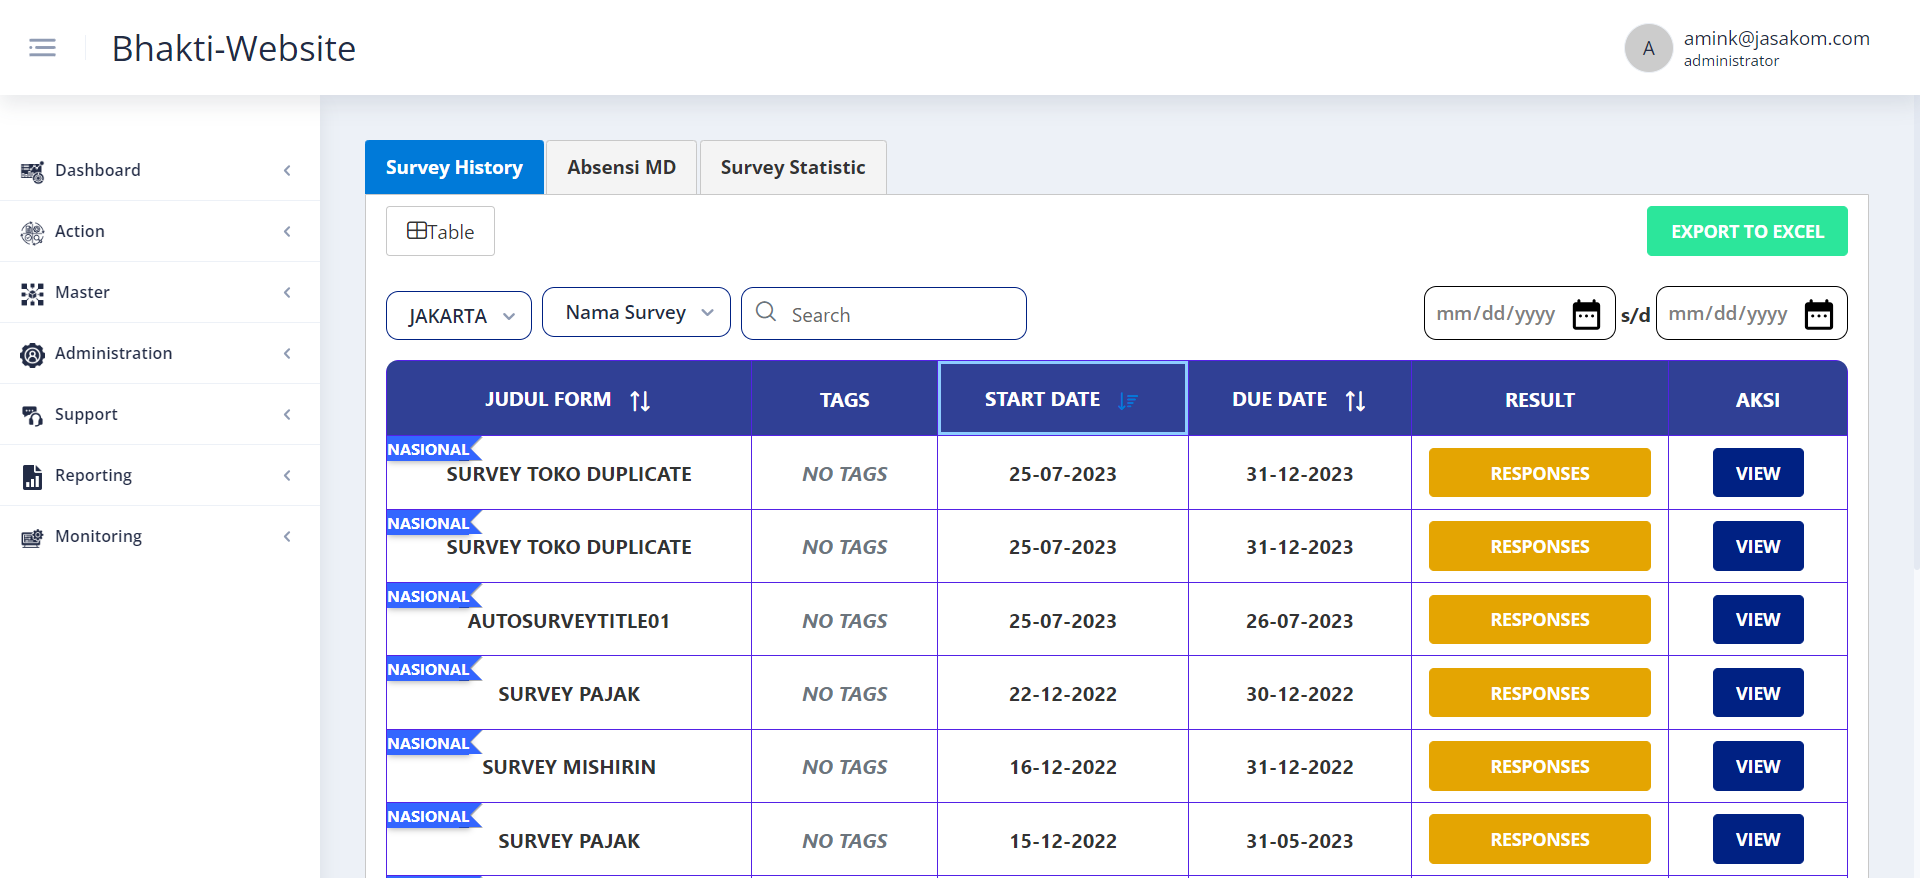 Bhakti-Website
A
amink@jasakom.com
administrator
Dashboard
Action
Master
Administration
Support
Reporting
Monitoring
Survey History
Absensi MD
Survey Statistic
Table
EXPORT TO EXCEL
JAKARTA
Nama Survey
Search
mm/dd/yyyy
s/d
mm/dd/yyyy
JUDUL FORM TAGS START DATE DUE DATE RESULT AKSI
NASIONAL
SURVEY TOKO DUPLICATE NO TAGS 25-07-2023 31-12-2023 RESPONSES VIEW
NASIONAL
SURVEY TOKO DUPLICATE NO TAGS 25-07-2023 31-12-2023 RESPONSES VIEW
NASIONAL
AUTOSURVEYTITLE01 NO TAGS 25-07-2023 26-07-2023 RESPONSES VIEW
NASIONAL
SURVEY PAJAK NO TAGS 22-12-2022 30-12-2022 RESPONSES VIEW
NASIONAL
SURVEY MISHIRIN NO TAGS 16-12-2022 31-12-2022 RESPONSES VIEW
NASIONAL
SURVEY PAJAK NO TAGS 15-12-2022 31-05-2023 RESPONSES VIEW